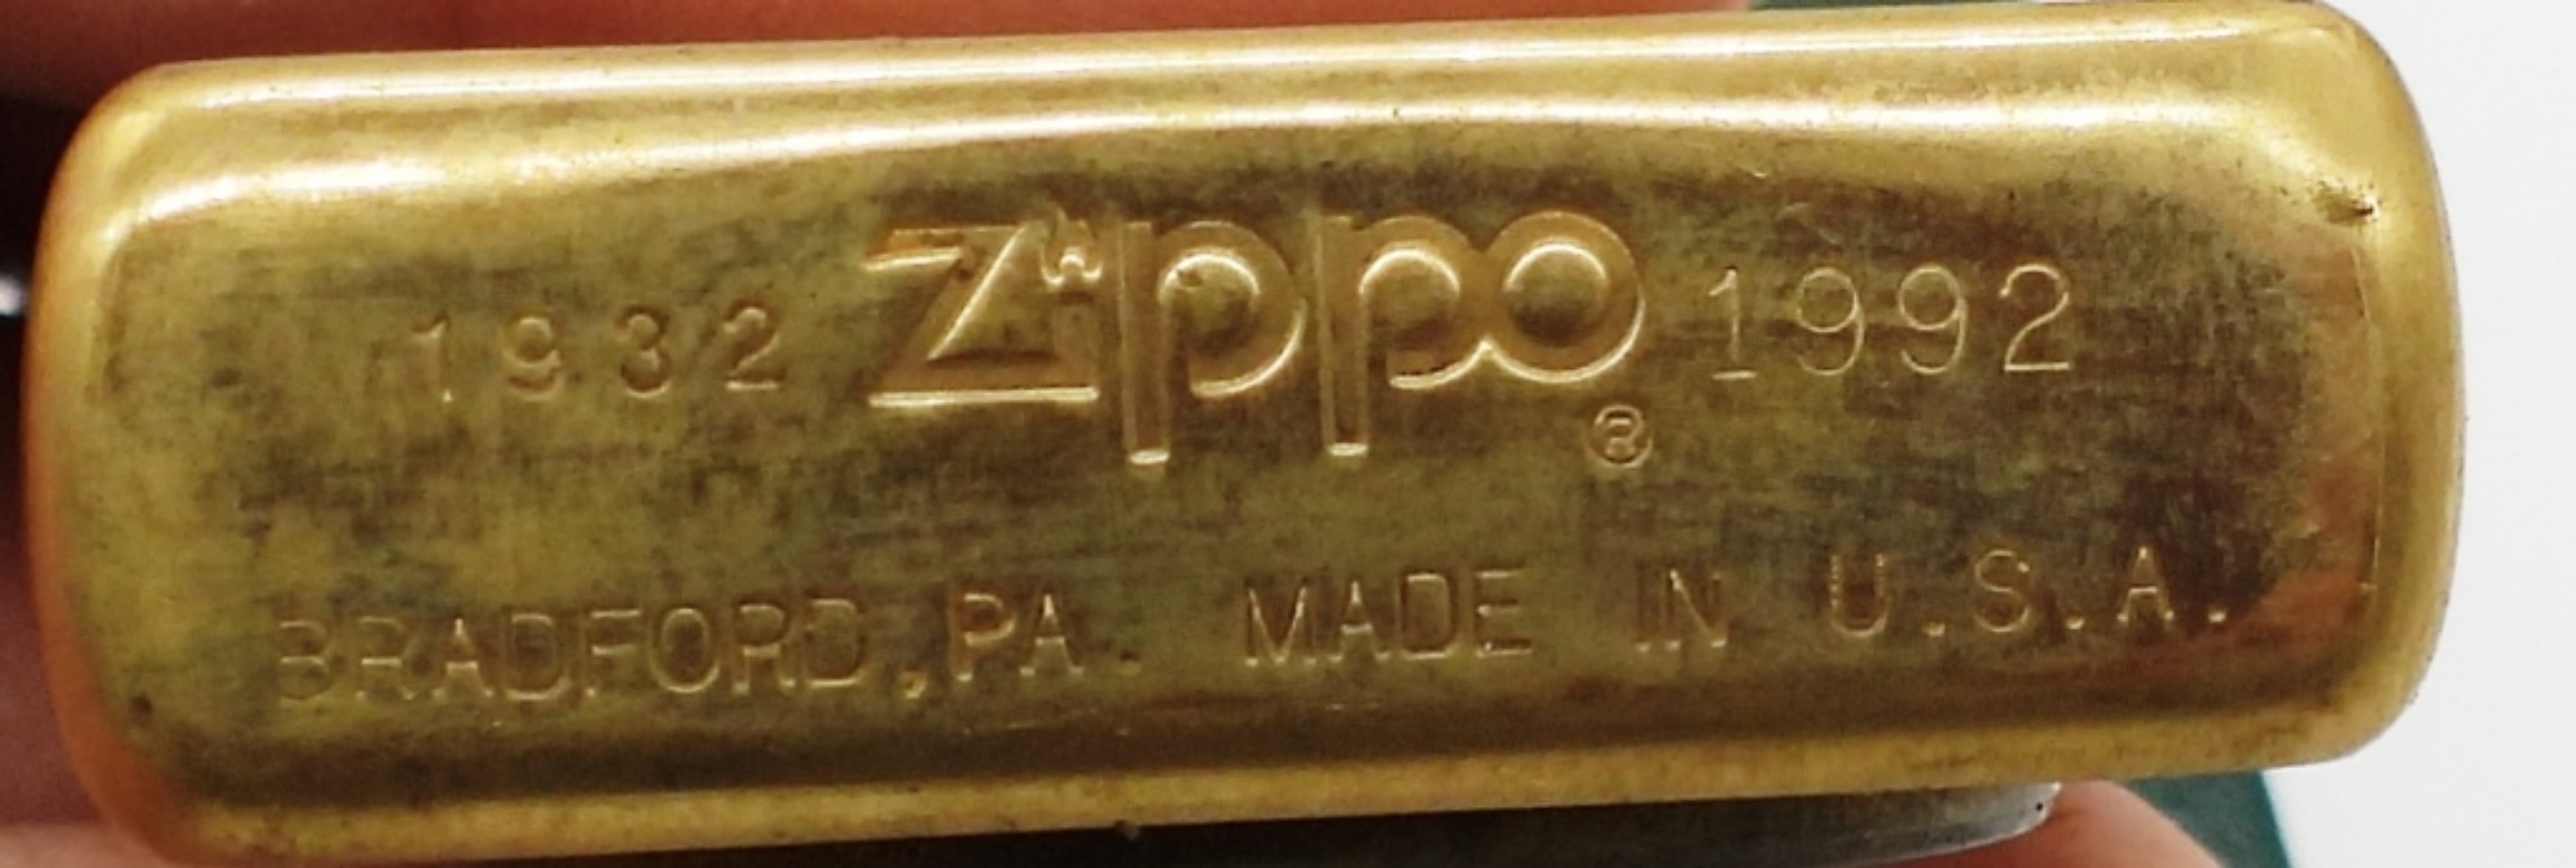 1932 Zippo ® 1992
BRADFORD, PA. MADE IN U.S.A.